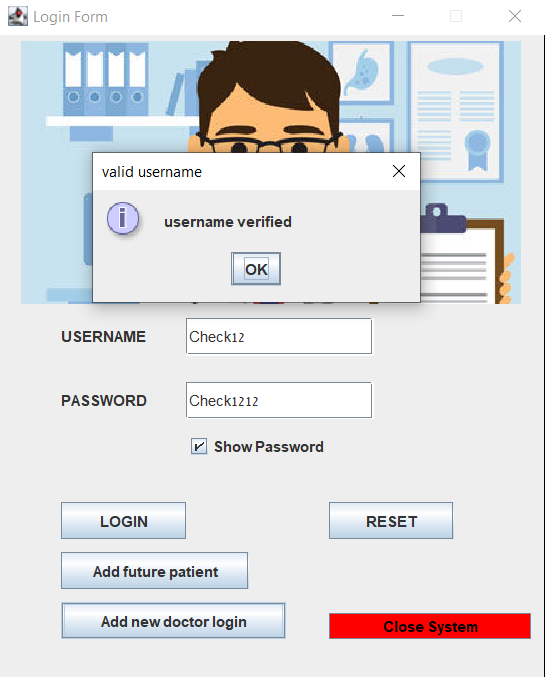 Login Form
valid username
username verified
OK
USERNAME
Check12
PASSWORD
Check1212
Show Password
LOGIN
RESET
Add future patient
Add new doctor login
Close System